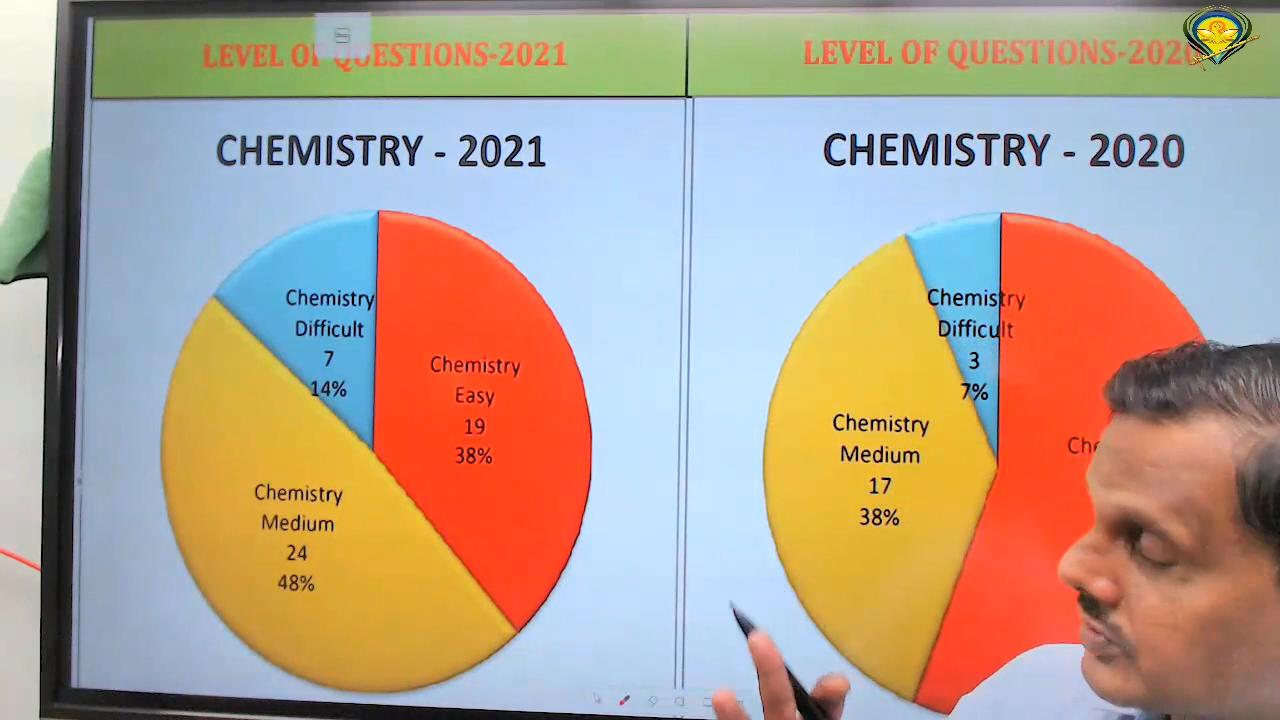 LEVEL OF QUESTIONS-2021
CHEMISTRY - 2021
Chemistry
Difficult
7
14%
Chemistry
Easy
19
38%
Chemistry
Medium
24
48%
LEVEL OF QUESTIONS-2020
CHEMISTRY - 2020
Chemistry
Difficult
3
7%
Chemistry
Medium
17
38%
Che